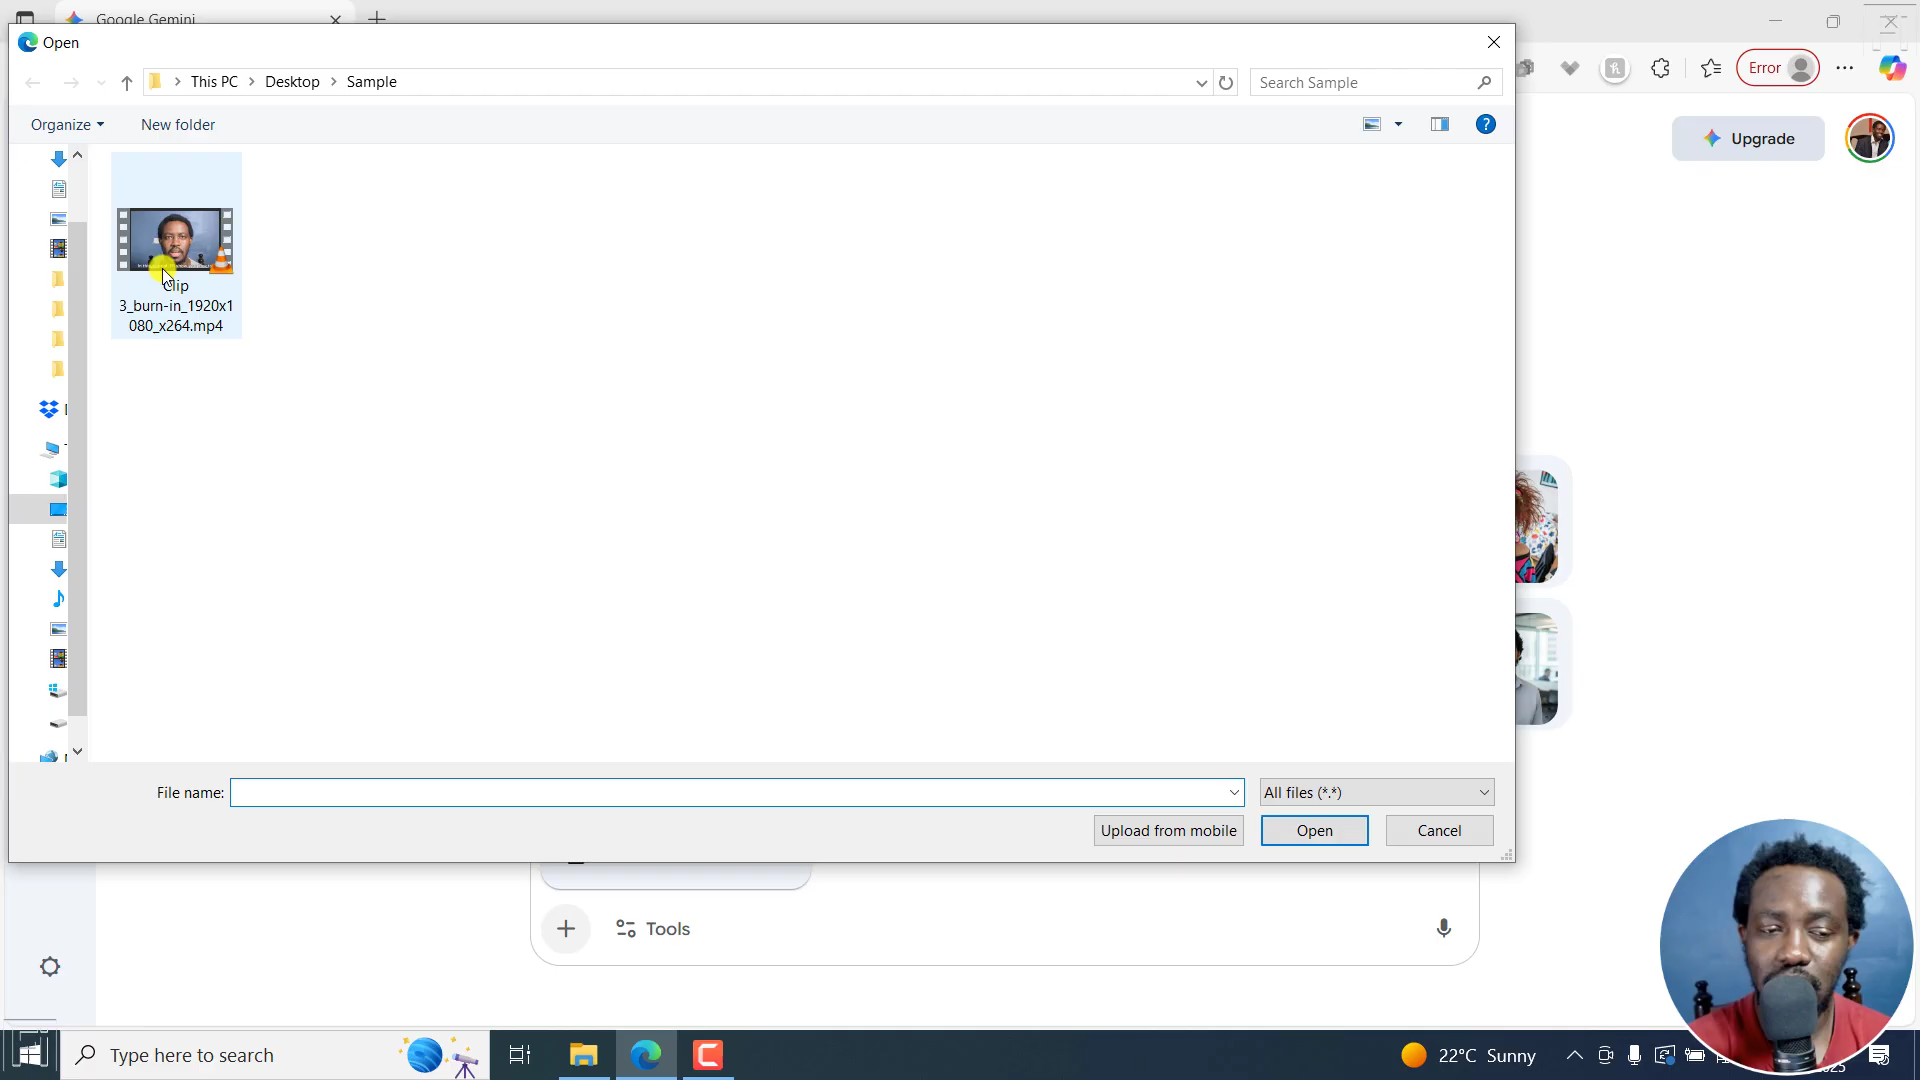 Google Gemini
Open
This PC > Desktop > Sample
Search Sample
Error
Organize
New folder
Upgrade
Clip
3_burn-in_1920x1
080_x264.mp4
File name:
All files (*.*)
Upload from mobile
Open
Cancel
Tools
Type here to search
22°C Sunny